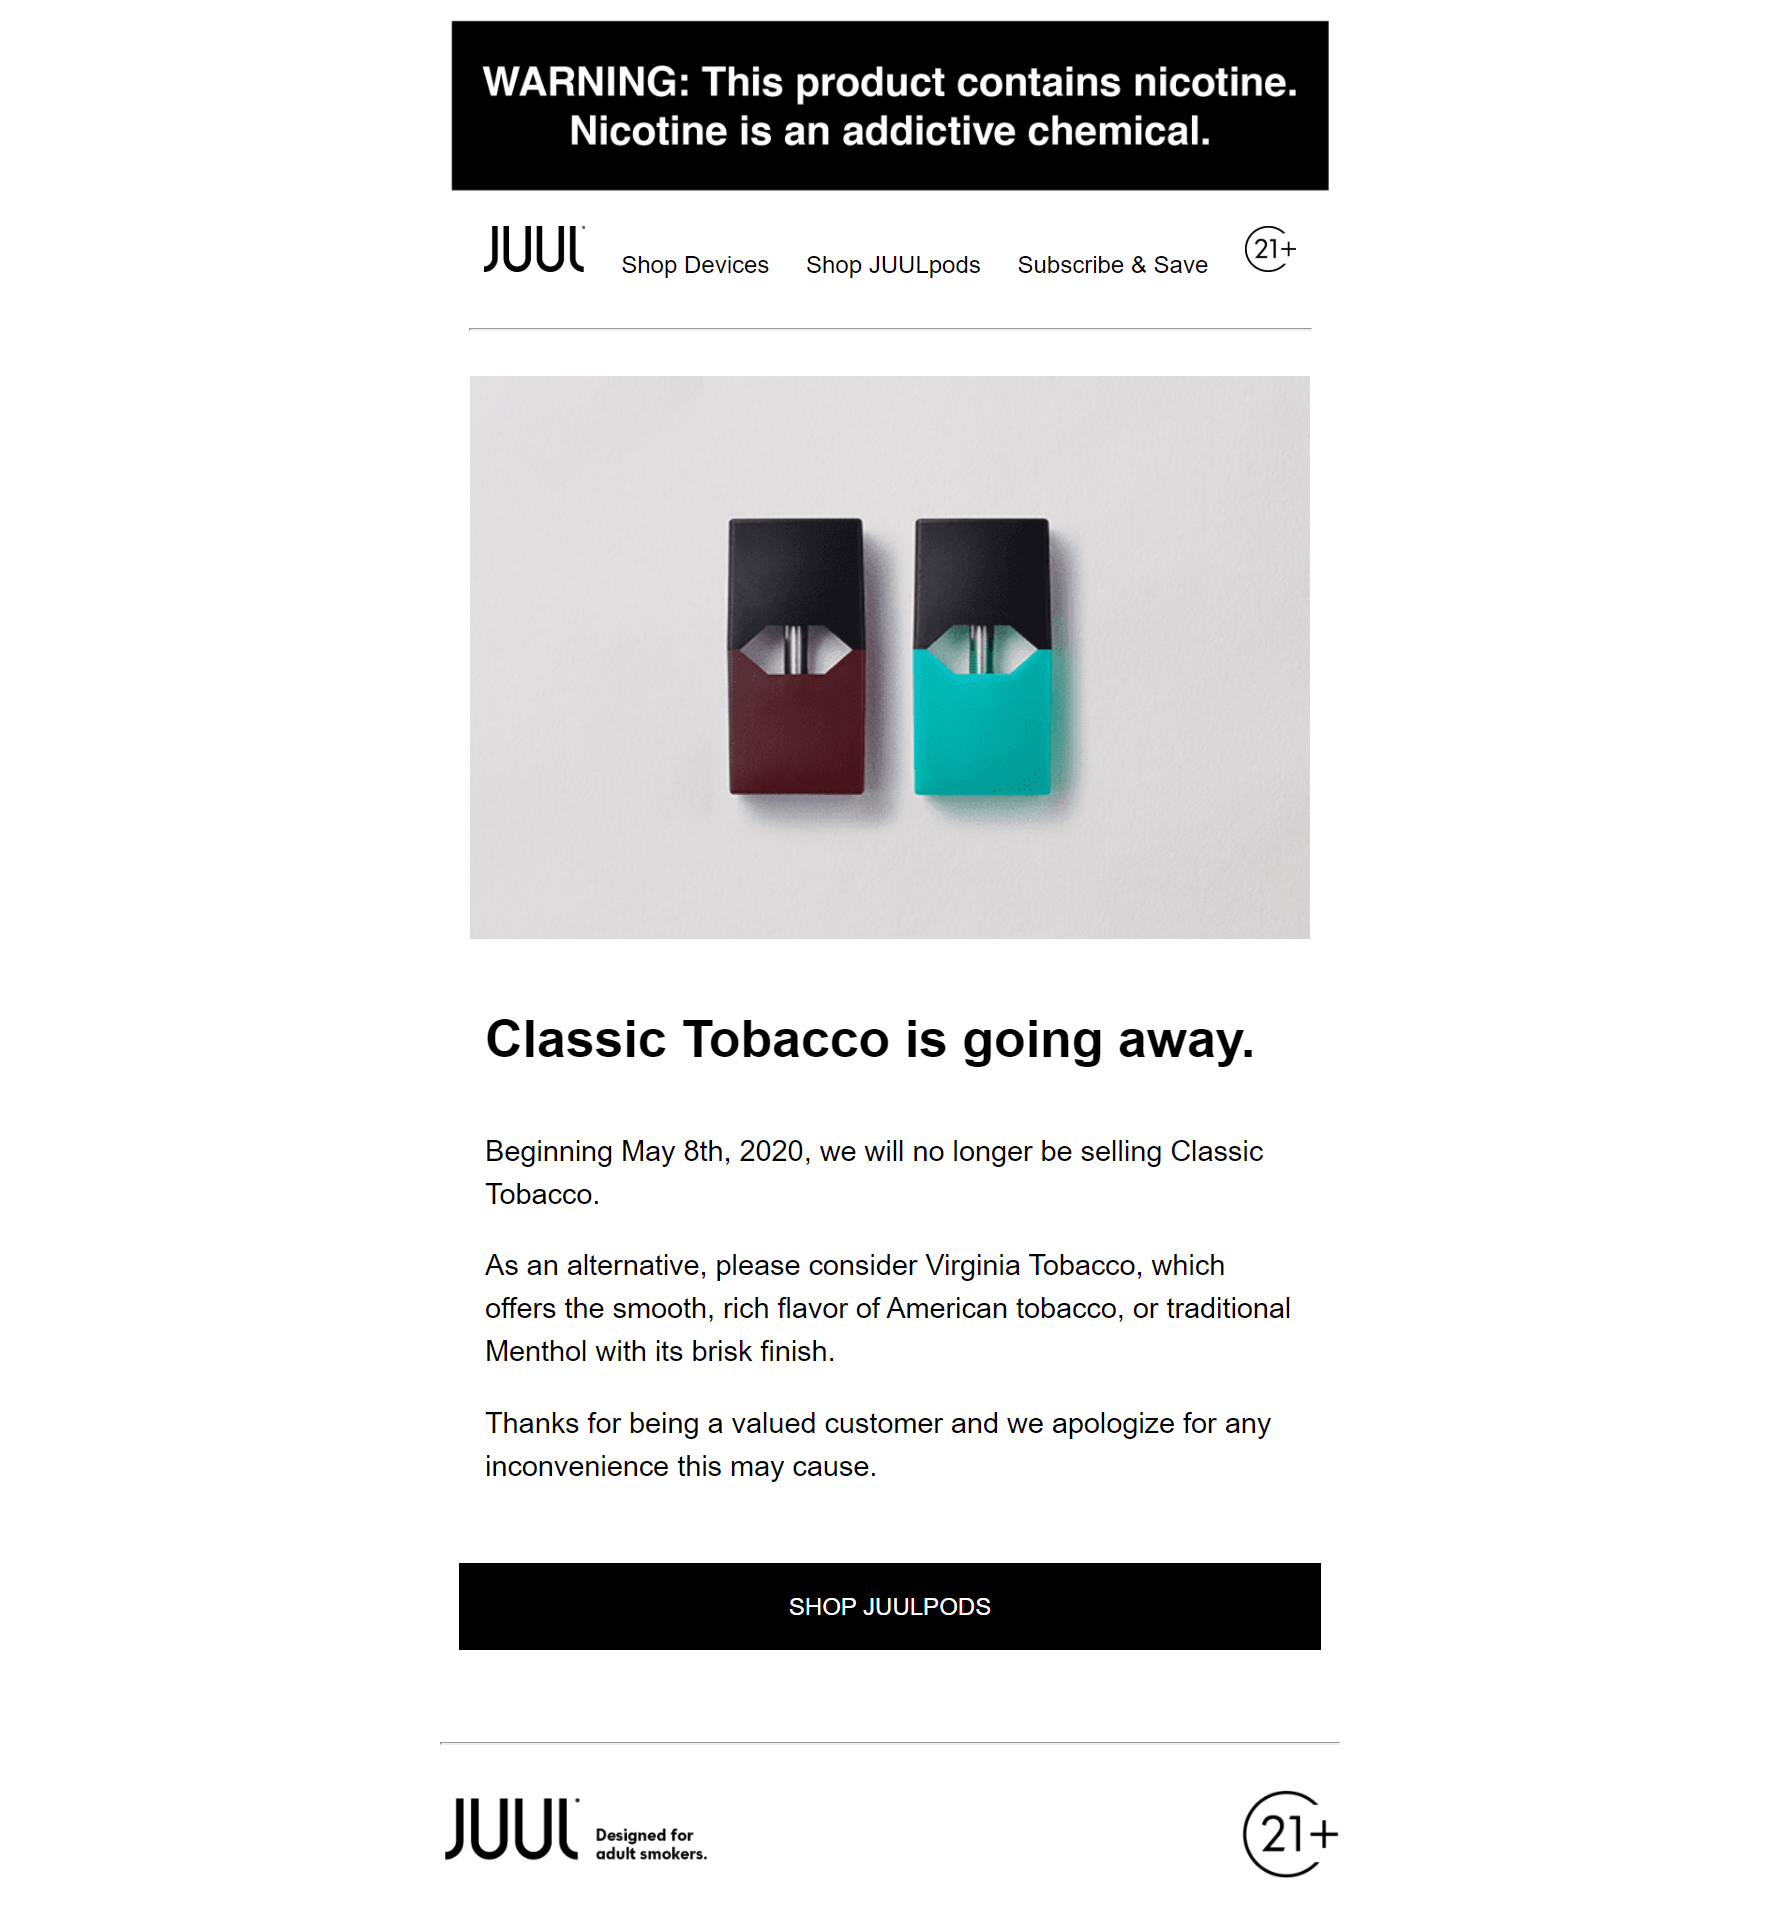 WARNING: This product contains nicotine.
Nicotine is an addictive chemical.
JUUL Shop Devices Shop JUULpods Subscribe & Save 21+
Classic Tobacco is going away.
Beginning May 8th, 2020, we will no longer be selling Classic
Tobacco.
As an alternative, please consider Virginia Tobacco, which
offers the smooth, rich flavor of American tobacco, or traditional
Menthol with its brisk finish.
Thanks for being a valued customer and we apologize for any
inconvenience this may cause.
SHOP JUULPODS
JUUL
Designed for
adult smokers.
21+